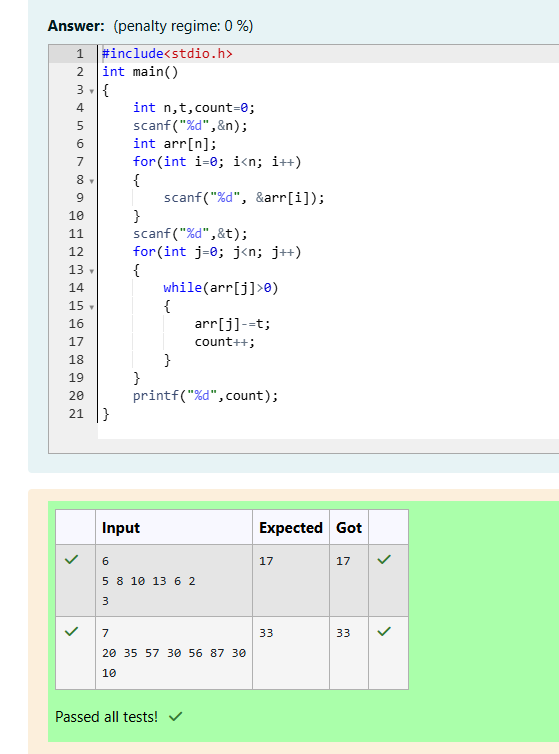 Answer: (penalty regime: 0 %)
1 #include<stdio.h>
2 int main()
3 {
4 int n,t,count=0;
5 scanf("%d",&n);
6 int arr[n];
7 for(int i=0; i<n; i++)
8 {
9 scanf("%d", &arr[i]);
10 }
11 scanf("%d",&t);
12 for(int j=0; j<n; j++)
13 {
14 while(arr[j]>0)
15 {
16 arr[j]-=t;
17 count++;
18 }
19 }
20 printf("%d",count);
21 }
Input Expected Got
6 17 17
5 8 10 13 6 2
3
7 33 33
20 35 57 30 56 87 30
10
Passed all tests!